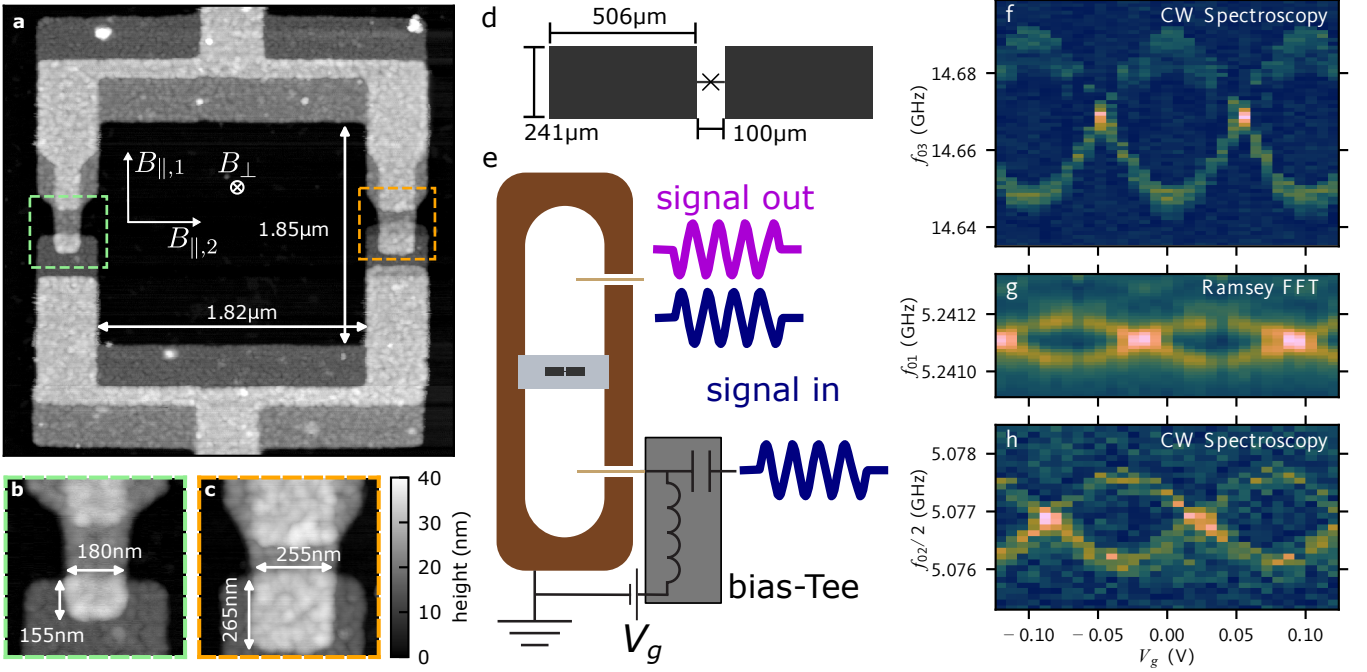 a
B∥,1
B⊥
B∥,2
1.85µm
1.82µm
b
180nm
155nm
c
255nm
265nm
40
30
20
10
0
height (nm)
d
506µm
241µm
100µm
e
signal out
signal in
bias-Tee
Vg
f
CW Spectroscopy
14.68
14.66
14.64
f03 (GHz)
g
Ramsey FFT
5.2412
5.2410
f01 (GHz)
h
CW Spectroscopy
5.078
5.077
5.076
f02/ 2 (GHz)
−0.10
−0.05
0.00
0.05
0.10
Vg (V)